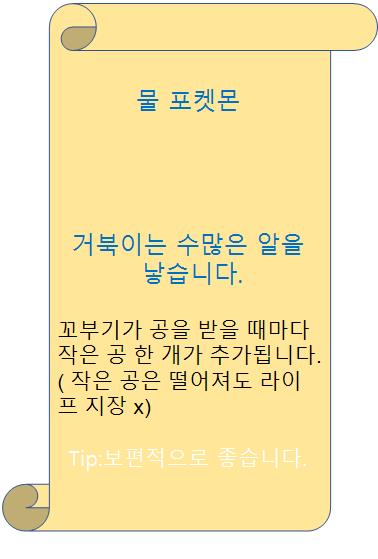 물 포켓몬
거북이는 수많은 알을
낳습니다.
꼬부기가 공을 받을 때마다
작은 공 한 개가 추가됩니다.
( 작은 공은 떨어져도 라이
프 지장 x)
Tip:보편적으로 좋습니다.